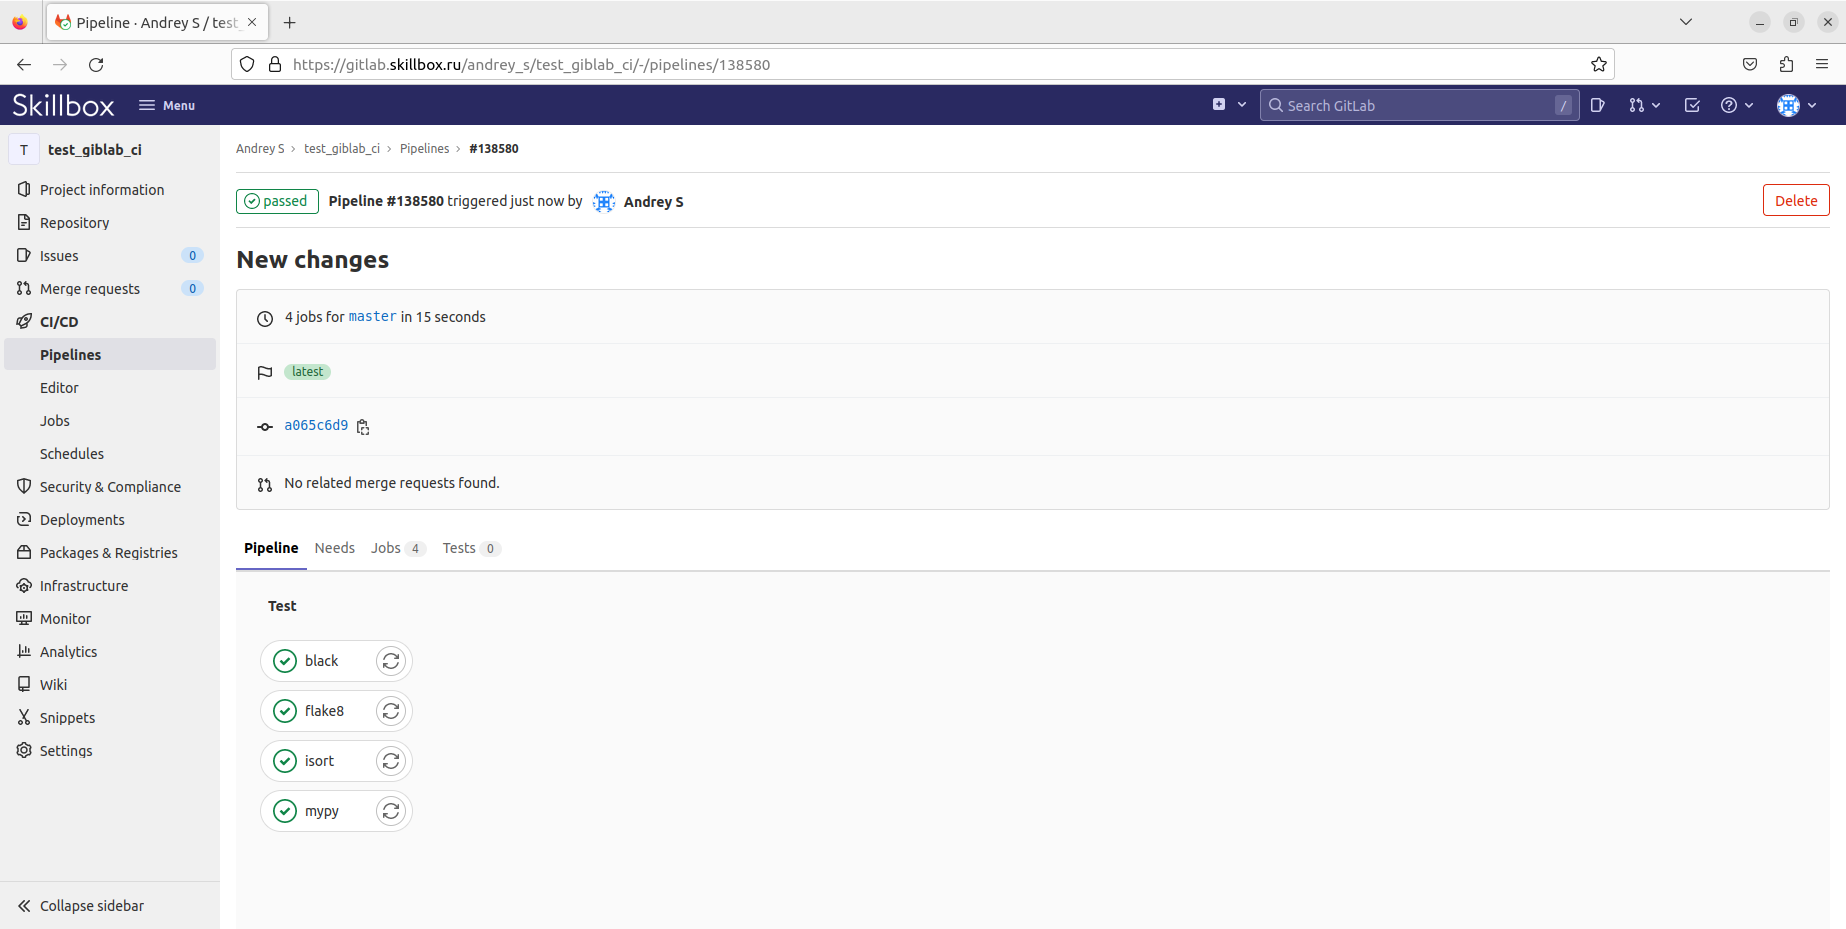 Pipeline · Andrey S / test_
https://gitlab.skillbox.ru/andrey_s/test_giblab_ci/-/pipelines/138580
Skillbox
Menu
Search GitLab
/
T
test_giblab_ci
Project information
Repository
Issues
0
Merge requests
0
CI/CD
Pipelines
Editor
Jobs
Schedules
Security & Compliance
Deployments
Packages & Registries
Infrastructure
Monitor
Analytics
Wiki
Snippets
Settings
Collapse sidebar
Andrey S › test_giblab_ci › Pipelines › #138580
passed
Pipeline #138580 triggered just now by Andrey S
Delete
New changes
4 jobs for master in 15 seconds
latest
a065c6d9
No related merge requests found.
Pipeline
Needs
Jobs 4
Tests 0
Test
black
flake8
isort
mypy